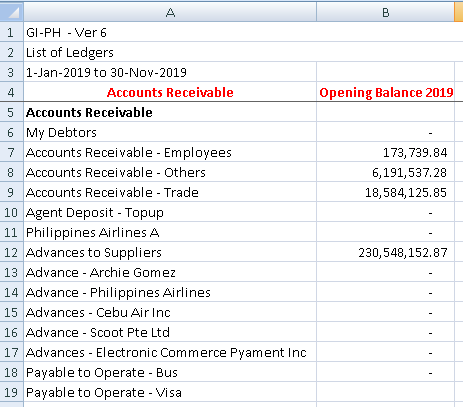 A B
1 GI-PH - Ver 6
2 List of Ledgers
3 1-Jan-2019 to 30-Nov-2019
4 Accounts Receivable Opening Balance 2019
5 Accounts Receivable
6 My Debtors -
7 Accounts Receivable - Employees 173,739.84
8 Accounts Receivable - Others 6,191,537.28
9 Accounts Receivable - Trade 18,584,125.85
10 Agent Deposit - Topup -
11 Philippines Airlines A -
12 Advances to Suppliers 230,548,152.87
13 Advance - Archie Gomez -
14 Advance - Philippines Airlines -
15 Advances - Cebu Air Inc -
16 Advance - Scoot Pte Ltd -
17 Advances - Electronic Commerce Pyament Inc -
18 Payable to Operate - Bus -
19 Payable to Operate - Visa